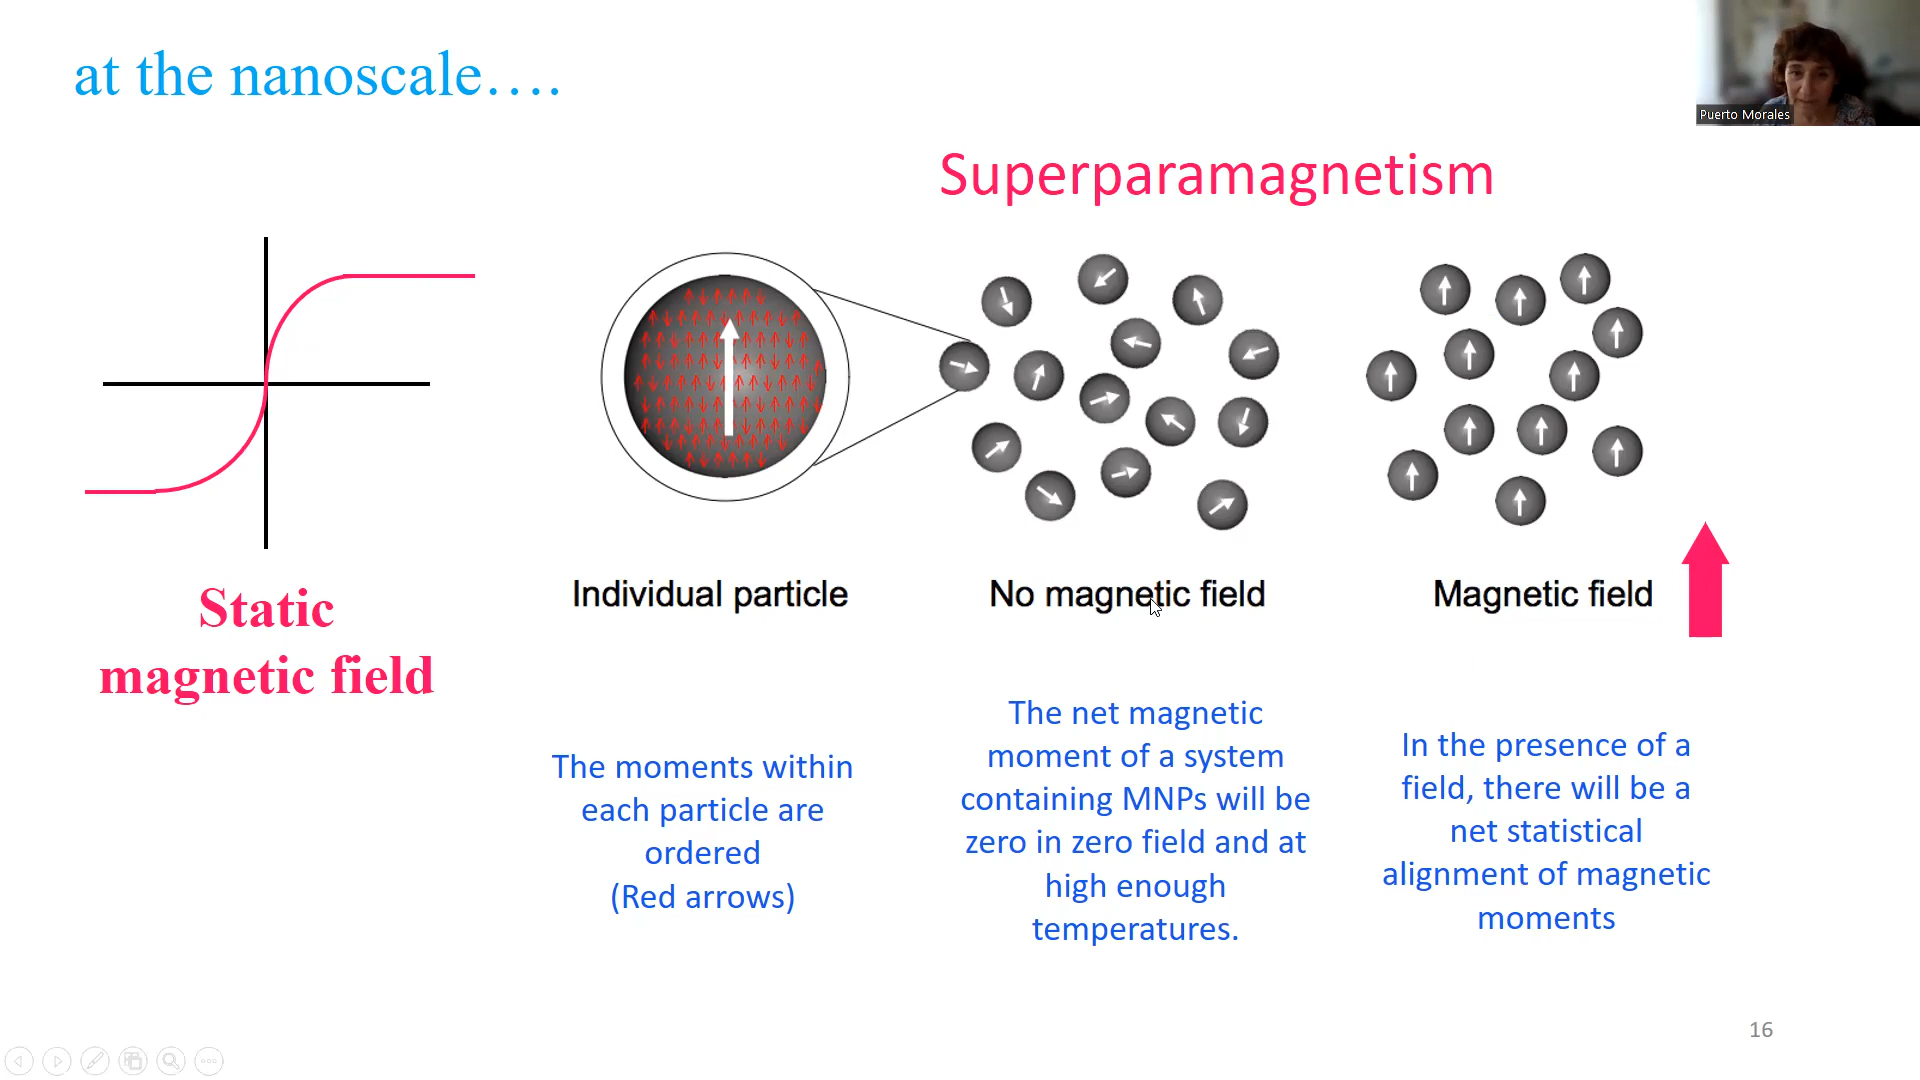 at the nanoscale….
Puerto Morales
Superparamagnetism
Static
magnetic field
Individual particle
No magnetic field
Magnetic field
The moments within
each particle are
ordered
(Red arrows)
The net magnetic
moment of a system
containing MNPs will be
zero in zero field and at
high enough
temperatures.
In the presence of a
field, there will be a
net statistical
alignment of magnetic
moments
16